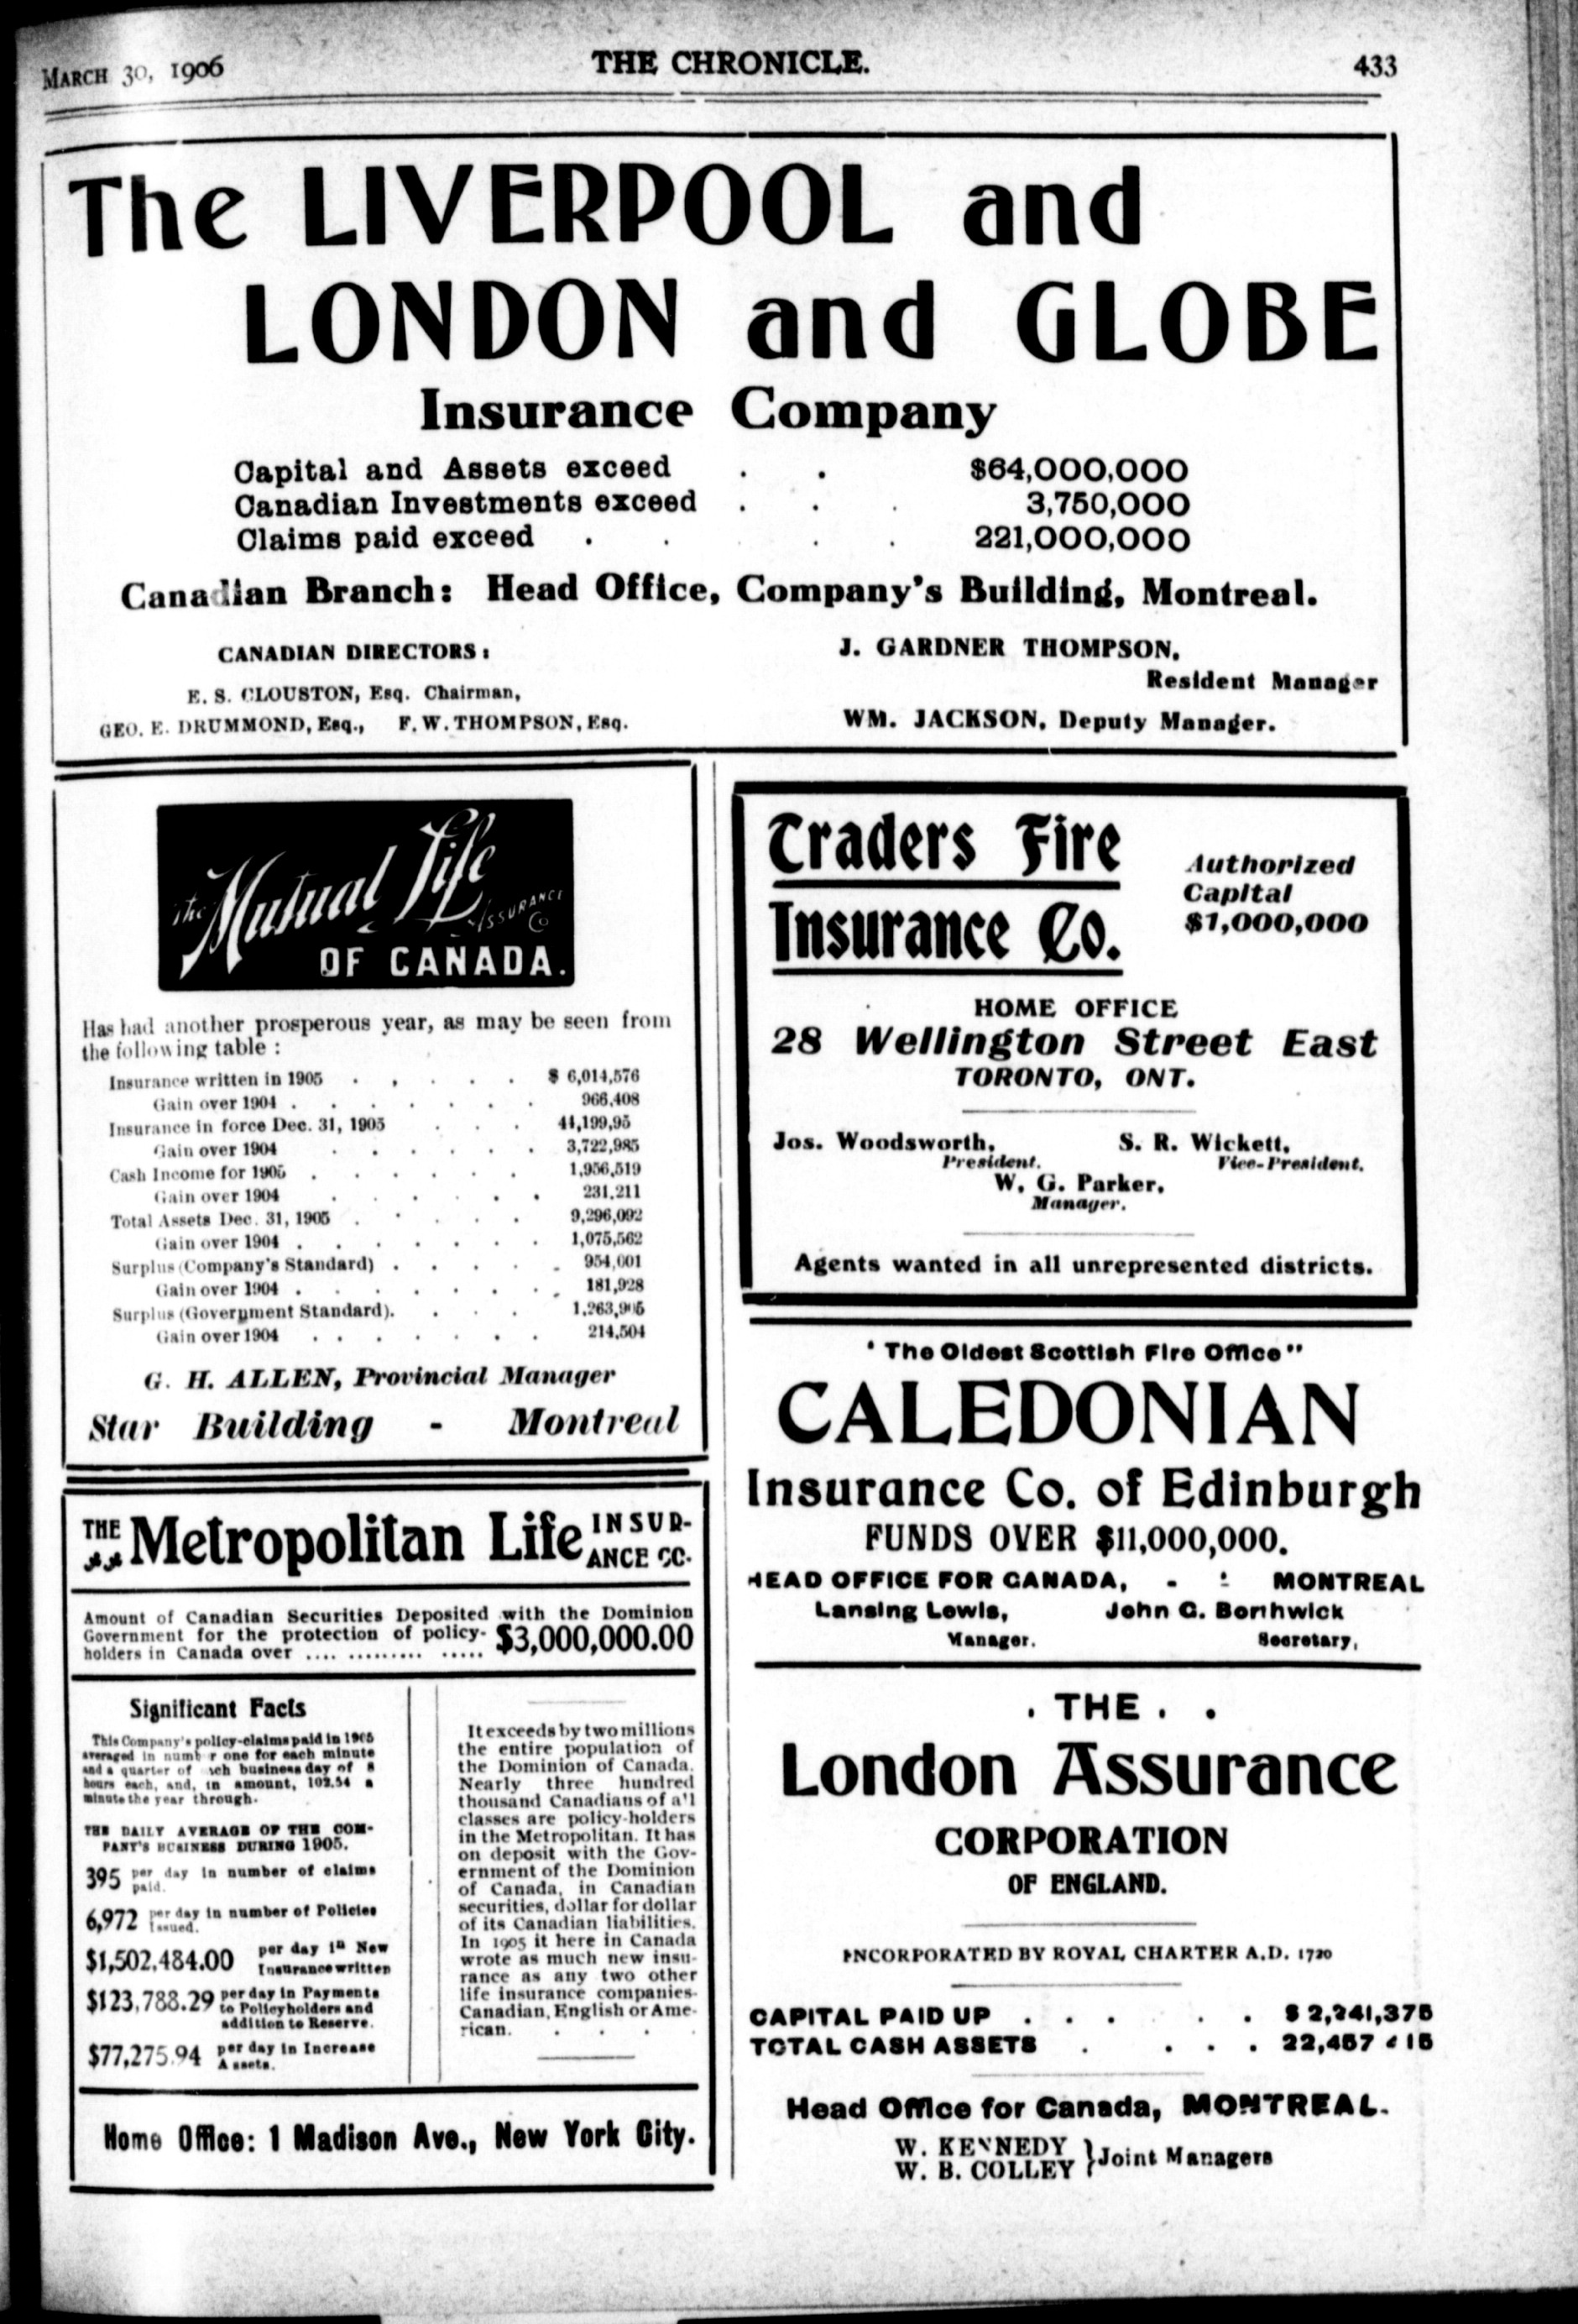 MARCH 30, 1906
THE CHRONICLE.
433
The LIVERPOOL and
LONDON and GLOBE
Insurance Company
Capital and Assets exceed . . $64,000,000
Canadian Investments exceed . . . 3,750,000
Claims paid exceed . . . . 221,000,000
Canadian Branch: Head Office, Company's Building, Montreal.
CANADIAN DIRECTORS:
E. S. CLOUSTON, Esq. Chairman,
GEO. E. DRUMMOND, Esq., F. W. THOMPSON, Esq.
J. GARDNER THOMPSON,
Resident Manager
WM. JACKSON, Deputy Manager.
The Mutual Life
ASSURANCE
Co
OF CANADA.
Has had another prosperous year, as may be seen from
the following table :
Insurance written in 1905 . . . . . $ 6,014,576
Gain over 1904 . . . . . . . 966,408
Insurance in force Dec. 31, 1905 . . . 44,199,95
Gain over 1904 . . . . . . 3,722,985
Cash Income for 1905 . . . . . . 1,956,519
Gain over 1904 . . . . . . 231,211
Total Assets Dec. 31, 1905 . . . . . 9,296,092
Gain over 1904 . . . . . . . 1,075,562
Surplus (Company's Standard) . . . . . 954,001
Gain over 1904 . . . . . . . 181,928
Surplus (Government Standard). . . . 1,263,905
Gain over 1904 . . . . . . . 214,504
G. H. ALLEN, Provincial Manager
Star Building - Montreal
THE Metropolitan Life INSUR-
ANCE CO.
Amount of Canadian Securities Deposited with the Dominion
Government for the protection of policy-
holders in Canada over .... ......... ..... $3,000,000.00
Significant Facts
This Company's policy-claims paid in 1905
averaged in numb r one for each minute
and a quarter of ach business day of 8
hours each, and, in amount, 102.54 a
minute the year through.
THE DAILY AVERAGE OF THE COM-
PANY'S BUSINESS DURING 1905.
395 per day in number of claims
paid.
6,972 per day in number of Policies
Issued.
$1,502,484.00 per day in New
Insurance written
$123,788.29 per day in Payments
to Policyholders and
addition to Reserve.
$77,275.94 per day in Increase
Assets.
It exceeds by two millions
the entire population of
the Dominion of Canada.
Nearly three hundred
thousand Canadians of a'l
classes are policy-holders
in the Metropolitan. It has
on deposit with the Gov-
ernment of the Dominion
of Canada, in Canadian
securities, dollar for dollar
of its Canadian liabilities.
In 1905 it here in Canada
wrote as much new insu-
rance as any two other
life insurance companies-
Canadian, English or Ame-
rican. . . . .
Home Office: 1 Madison Ave., New York City.
Traders Fire
Insurance Co.
Authorized
Capital
$1,000,000
HOME OFFICE
28 Wellington Street East
TORONTO, ONT.
Jos. Woodsworth,
President.
S. R. Wickett,
Vice-President.
W. G. Parker,
Manager.
Agents wanted in all unrepresented districts.
' The Oldest Scottish Fire Office"
CALEDONIAN
Insurance Co. of Edinburgh
FUNDS OVER $11,000,000.
HEAD OFFICE FOR CANADA, - : MONTREAL
Lansing Lewis,
Manager.
John G. Borthwick
Secretary,
. THE . .
London Assurance
CORPORATION
OF ENGLAND.
INCORPORATED BY ROYAL CHARTER A.D. 1720
CAPITAL PAID UP . . . . . $ 2,241,375
TOTAL CASH ASSETS . . . . 22,457 415
Head Office for Canada, MONTREAL.
W. KENNEDY
W. B. COLLEY } Joint Managers